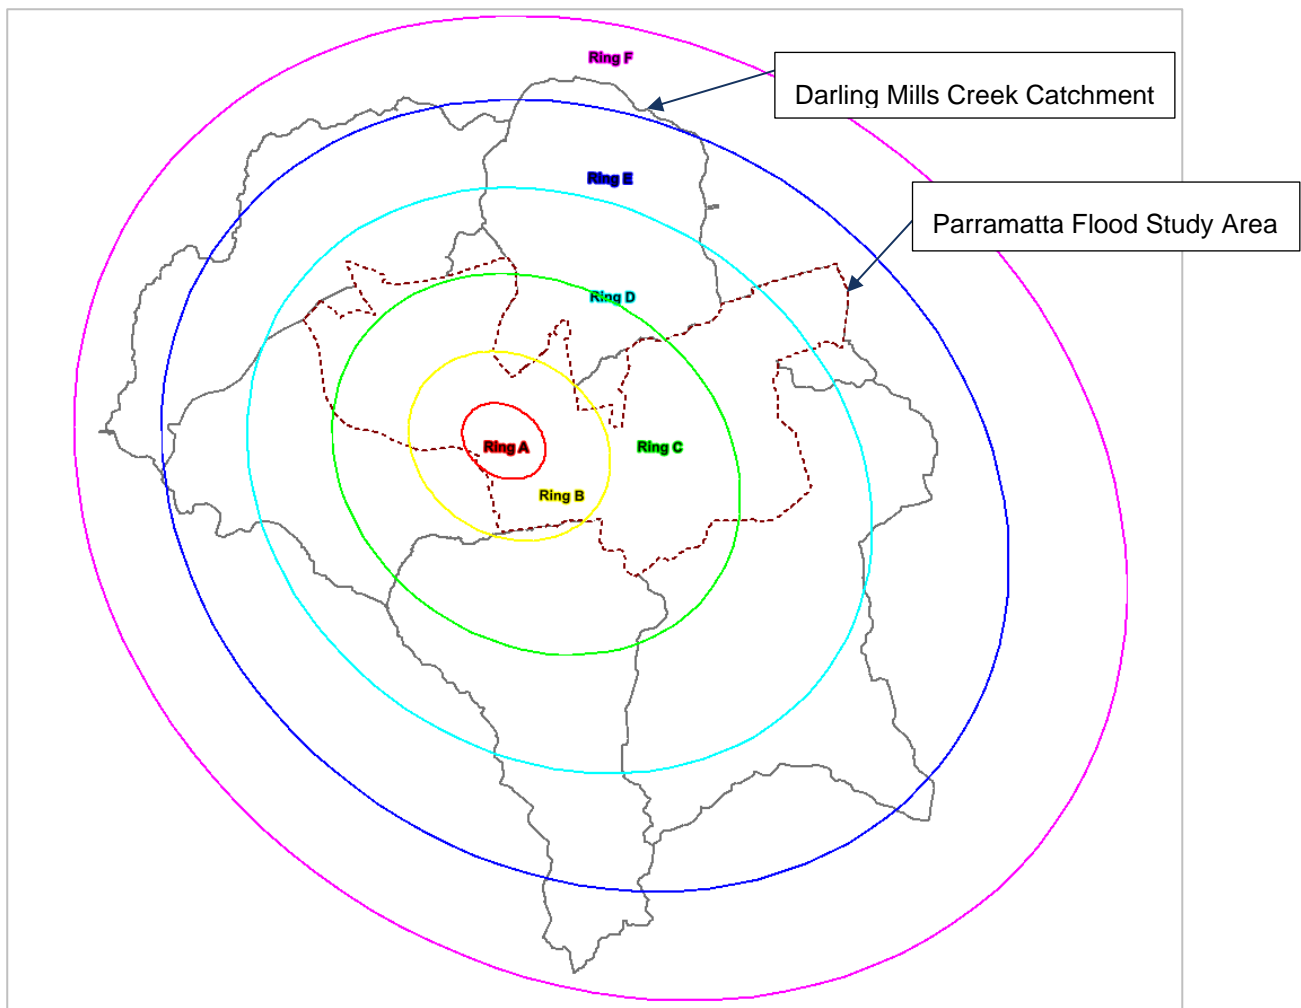 Ring F
Darling Mills Creek Catchment
Ring E
Parramatta Flood Study Area
Ring D
Ring A
Ring C
Ring B